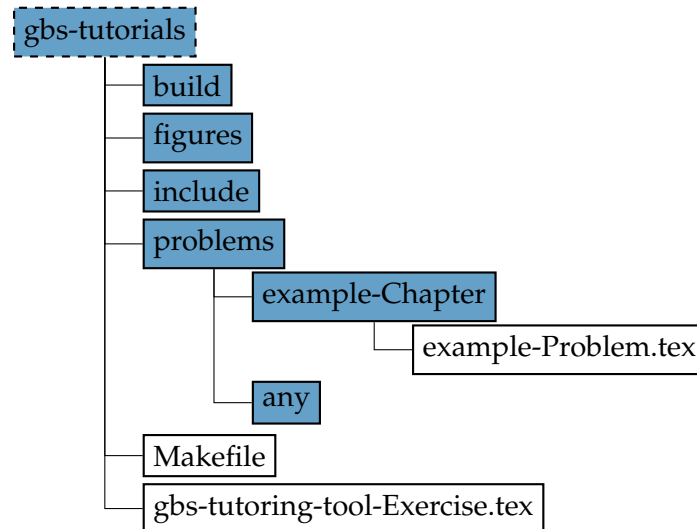 gbs-tutorials
build
figures
include
problems
example-Chapter
example-Problem.tex
any
Makefile
gbs-tutoring-tool-Exercise.tex